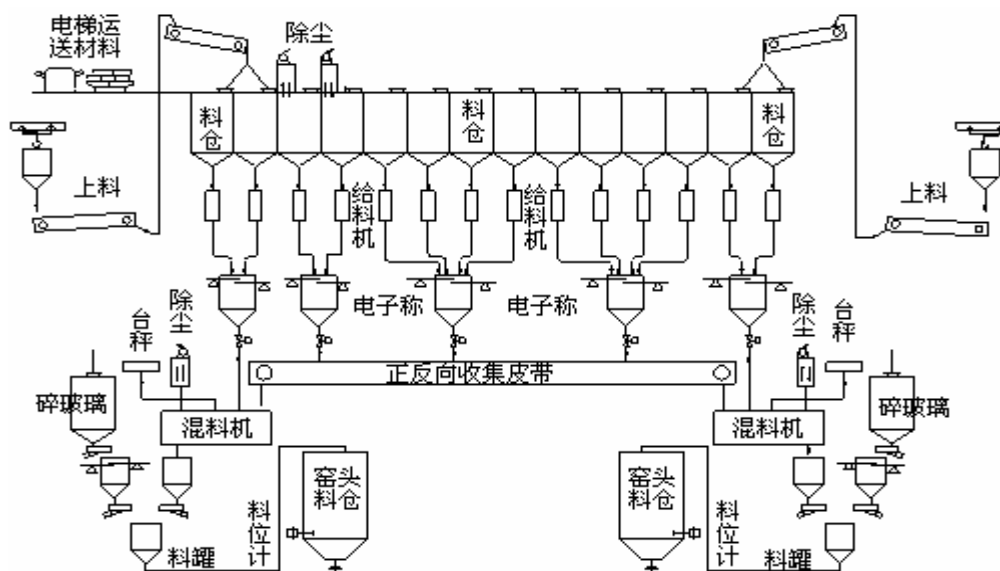 电梯运
送材料
除尘
料仓
料仓
料仓
上料
给料机
给料机
上料
电子称
电子称
台秤
除尘
除尘
台秤
正反向收集皮带
碎玻璃
混料机
混料机
碎玻璃
窑头
料仓
窑头
料仓
料位计
料位计
料罐
料罐